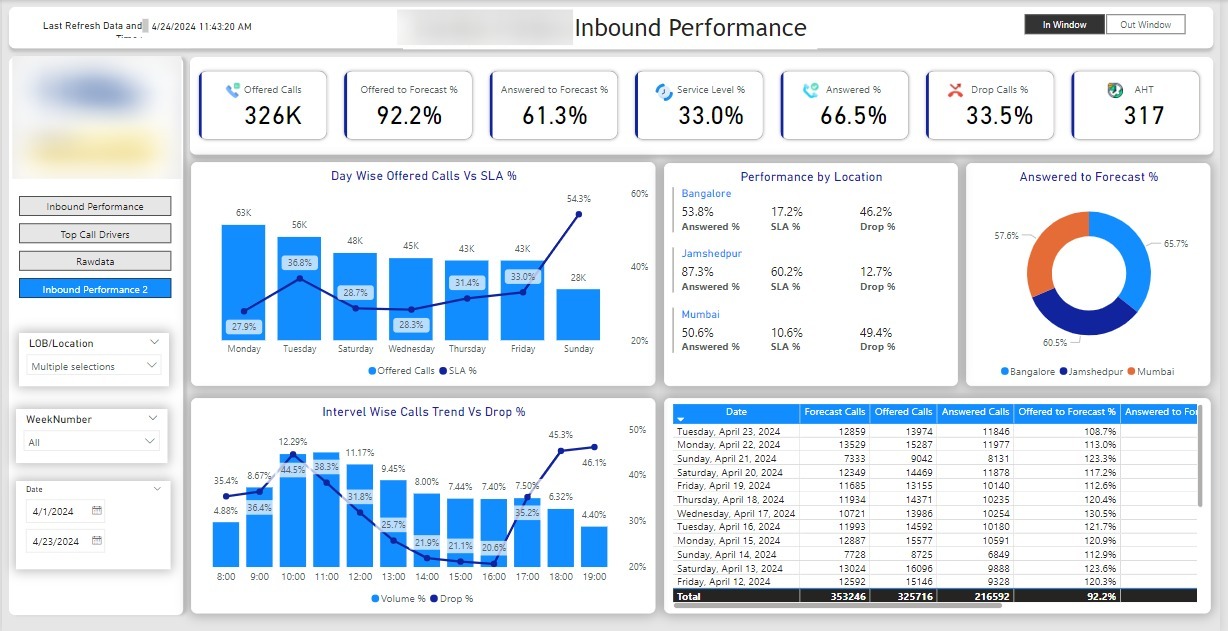 Last Refresh Data and
4/24/2024 11:43:20 AM
Inbound Performance
In Window
Out Window
Offered Calls
326K
Offered to Forecast %
92.2%
Answered to Forecast %
61.3%
Service Level %
33.0%
Answered %
66.5%
Drop Calls %
33.5%
AHT
317
Inbound Performance
Top Call Drivers
Rawdata
Inbound Performance 2
LOB/Location
Multiple selections
WeekNumber
All
Date
4/1/2024
4/23/2024
Day Wise Offered Calls Vs SLA %
63K 56K 48K 45K 43K 43K 28K
27.9% 36.8% 28.7% 28.3% 31.4% 33.0% 54.3%
60%
40%
20%
Monday Tuesday Saturday Wednesday Thursday Friday Sunday
Offered Calls SLA %
Performance by Location
Bangalore
53.8% 17.2% 46.2%
Answered % SLA % Drop %
Jamshedpur
87.3% 60.2% 12.7%
Answered % SLA % Drop %
Mumbai
50.6% 10.6% 49.4%
Answered % SLA % Drop %
Answered to Forecast %
57.6%
65.7%
60.5%
Bangalore Jamshedpur Mumbai
Intervel Wise Calls Trend Vs Drop %
4.88% 8.67% 12.29% 11.17% 9.45% 8.00% 7.44% 7.40% 7.50% 6.32% 4.40%
35.4% 36.4% 44.5% 38.3% 31.8% 25.7% 21.9% 21.1% 20.6% 35.2% 45.3% 46.1%
50%
40%
30%
20%
8:00 9:00 10:00 11:00 12:00 13:00 14:00 15:00 16:00 17:00 18:00 19:00
Volume % Drop %
Date Forecast Calls Offered Calls Answered Calls Offered to Forecast % Answered to For
Tuesday, April 23, 2024 12859 13974 11846 108.7%
Monday, April 22, 2024 13529 15287 11977 113.0%
Sunday, April 21, 2024 7333 9042 8131 123.3%
Saturday, April 20, 2024 12349 14469 11878 117.2%
Friday, April 19, 2024 11685 13155 10140 112.6%
Thursday, April 18, 2024 11934 14371 10235 120.4%
Wednesday, April 17, 2024 10721 13986 10254 130.5%
Tuesday, April 16, 2024 11993 14592 10180 121.7%
Monday, April 15, 2024 12887 15577 10591 120.9%
Sunday, April 14, 2024 7728 8725 6849 112.9%
Saturday, April 13, 2024 13024 16096 9888 123.6%
Friday, April 12, 2024 12592 15146 9328 120.3%
Total 353246 325716 216592 92.2%